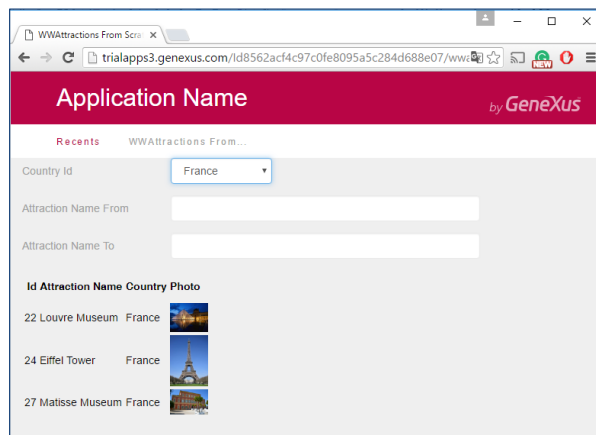 WWAttractions From Scra
trialapps3.genexus.com/Id8562acf4c97c0fe8095a5c284d688e07/wwa
NEW
Application Name
by GeneXus
Recents WWAttractions From...
Country Id France
Attraction Name From
Attraction Name To
Id Attraction Name Country Photo
22 Louvre Museum France
24 Eiffel Tower France
27 Matisse Museum France